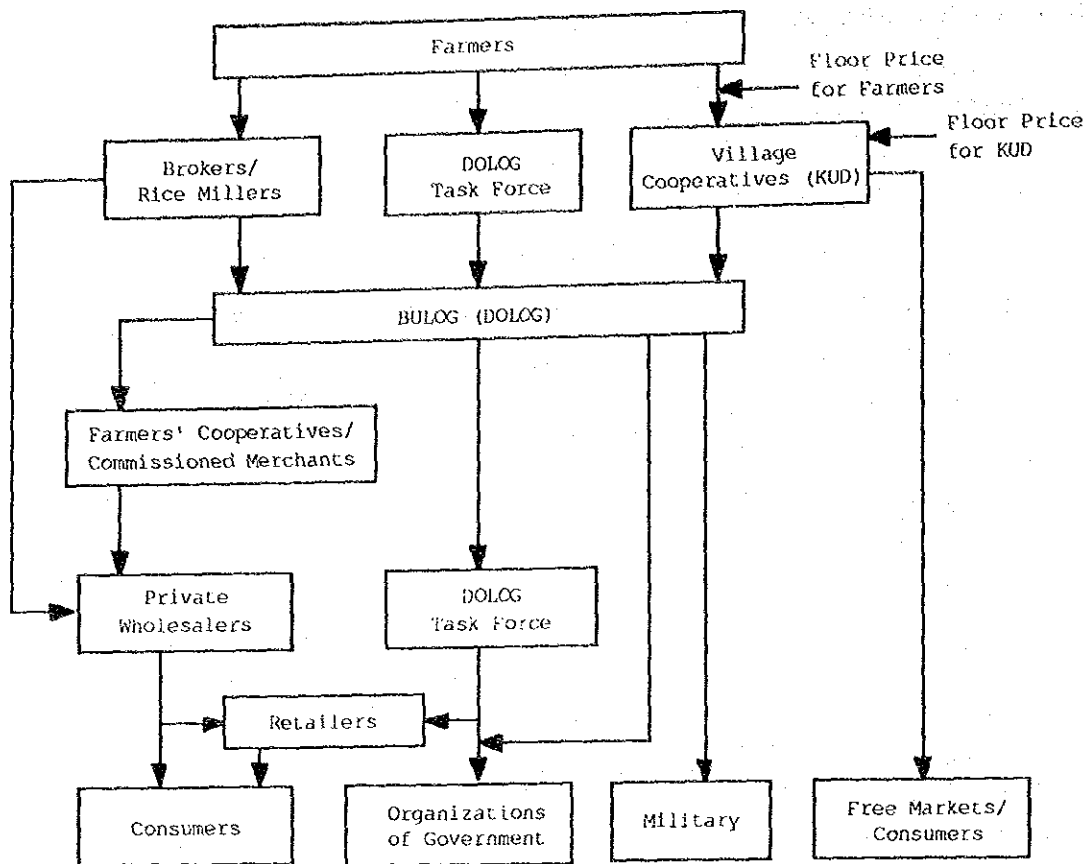 Farmers
Floor Price
for Farmers
Floor Price
for KUD
Brokers/
Rice Millers
DOLOG
Task Force
Village
Cooperatives (KUD)
BULOG (DOLOG)
Farmers' Cooperatives/
Commissioned Merchants
Private
Wholesalers
DOLOG
Task Force
Retailers
Consumers
Organizations
of Government
Military
Free Markets/
Consumers